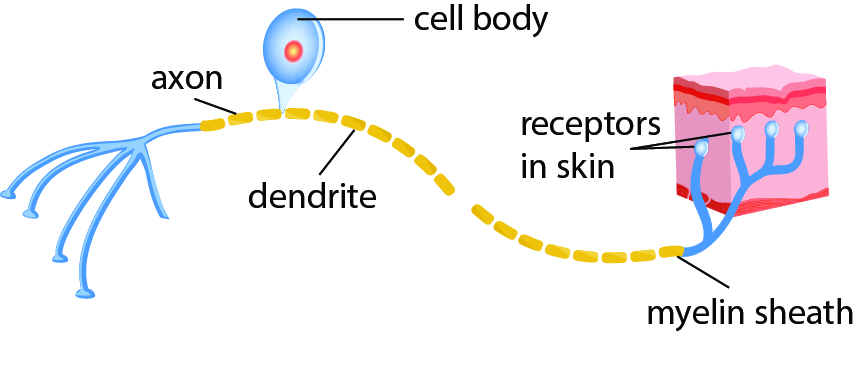 cell body
axon
receptors
in skin
dendrite
myelin sheath